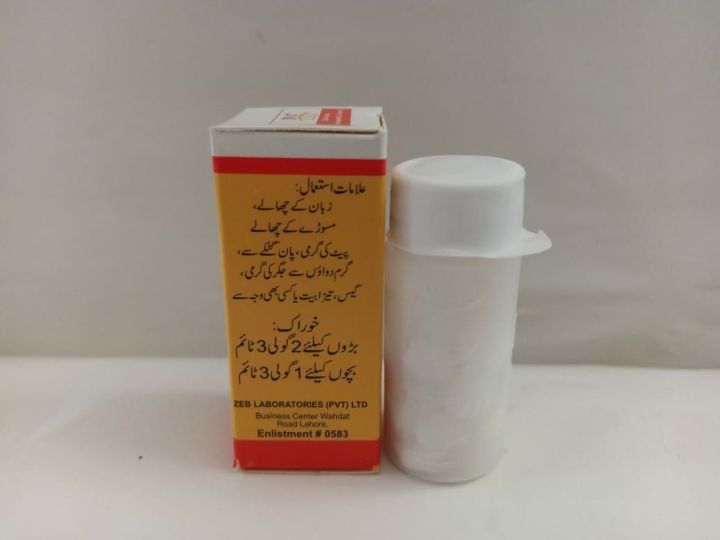 علامات استعمال:
زبان کے چھالے،
مسوڑے کے چھالے
پیٹ کی گرمی، پان گٹکے سے،
گرم دواؤں سے جگر کی گرمی،
گیس، تیزابیت یا کسی بھی وجہ سے
خوراک:
بڑوں کیلئے 2 گولی 3 ٹائم
بچوں کیلئے 1 گولی 3 ٹائم
ZEB LABORATORIES (PVT) LTD
Business Center Wahdat
Road Lahore.
Enlistment # 0583